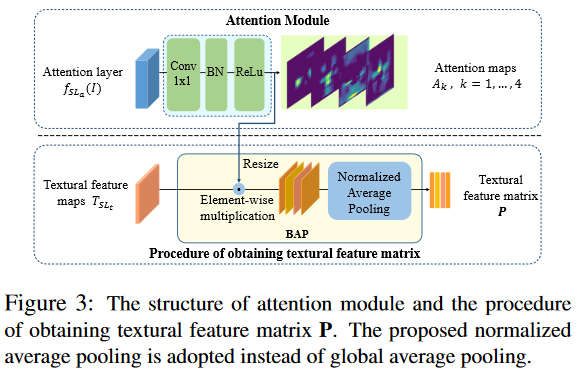 Attention Module
Attention layer
f_{SL_a}(I)
Conv
1x1
BN
ReLu
Attention maps
A_k, k = 1, ..., 4
Resize
Textural feature
maps T_{SL_t}
Element-wise
multiplication
Normalized
Average
Pooling
Textural
feature matrix
P
BAP
Procedure of obtaining textural feature matrix
Figure 3: The structure of attention module and the procedure
of obtaining textural feature matrix P. The proposed normalized
average pooling is adopted instead of global average pooling.